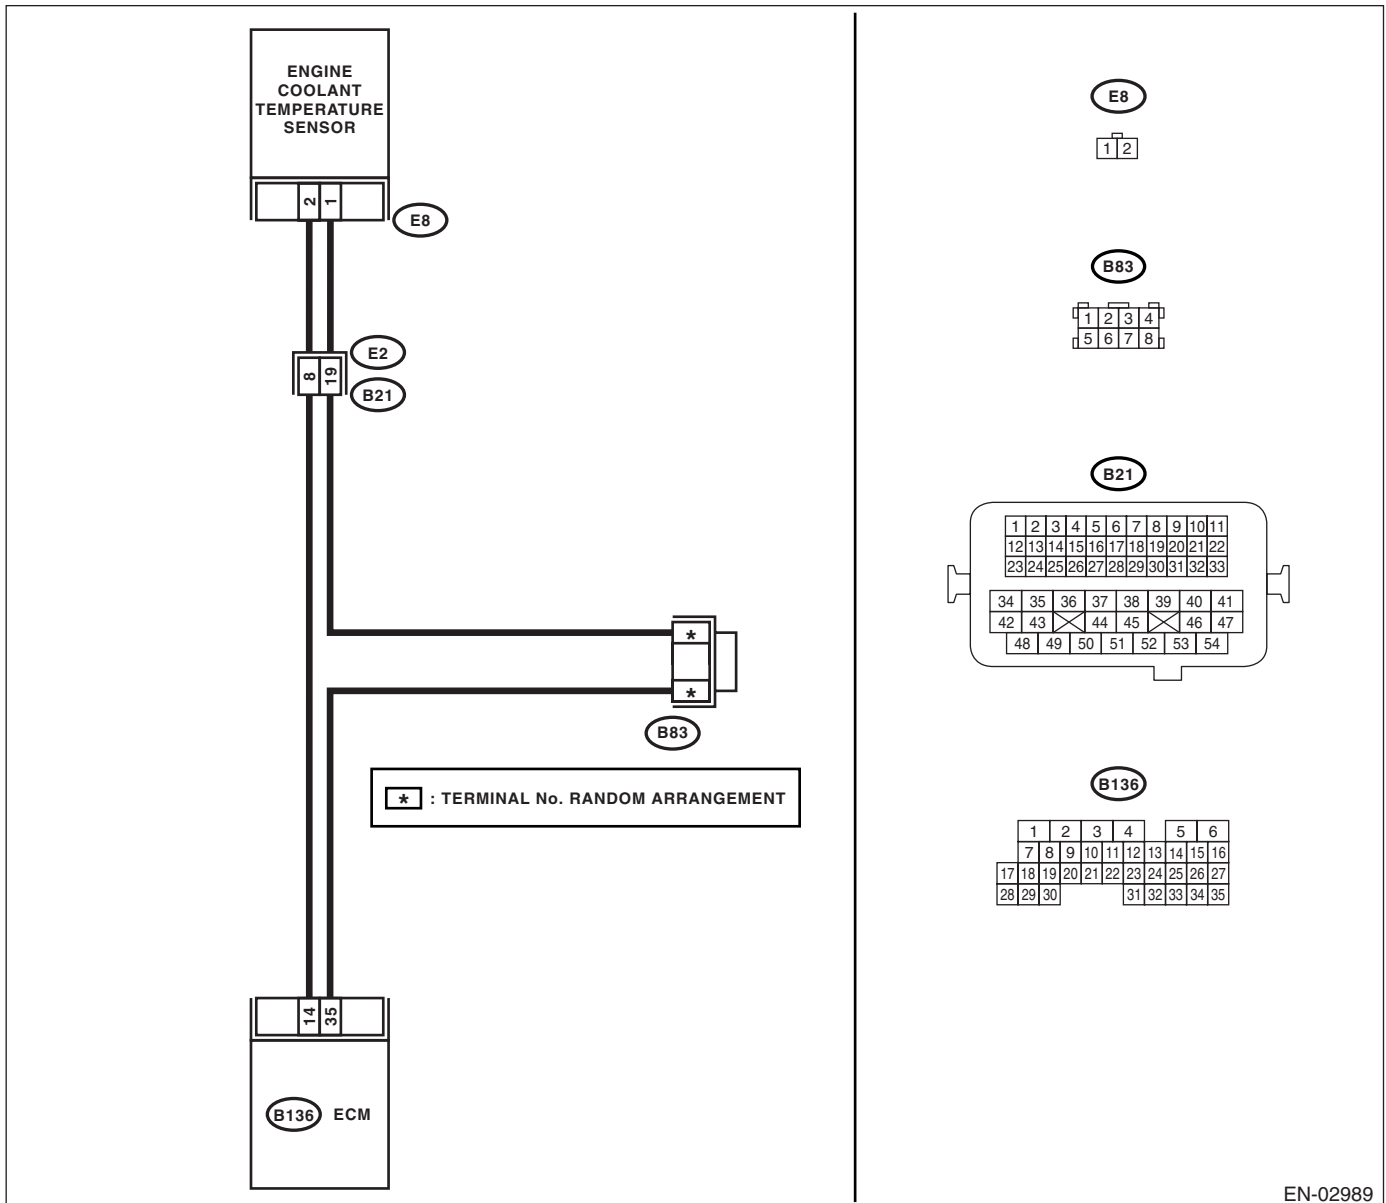 ENGINE
COOLANT
TEMPERATURE
SENSOR
2 1
E8
E2
8 19
B21
*
*
B83
* : TERMINAL No. RANDOM ARRANGEMENT
14 35
B136 ECM
E8
1 2
B83
1 2 3 4
5 6 7 8
B21
1 2 3 4 5 6 7 8 9 10 11
12 13 14 15 16 17 18 19 20 21 22
23 24 25 26 27 28 29 30 31 32 33
34 35 36 37 38 39 40 41
42 43 44 45 46 47
48 49 50 51 52 53 54
B136
1 2 3 4 5 6
7 8 9 10 11 12 13 14 15 16
17 18 19 20 21 22 23 24 25 26 27
28 29 30 31 32 33 34 35
EN-02989